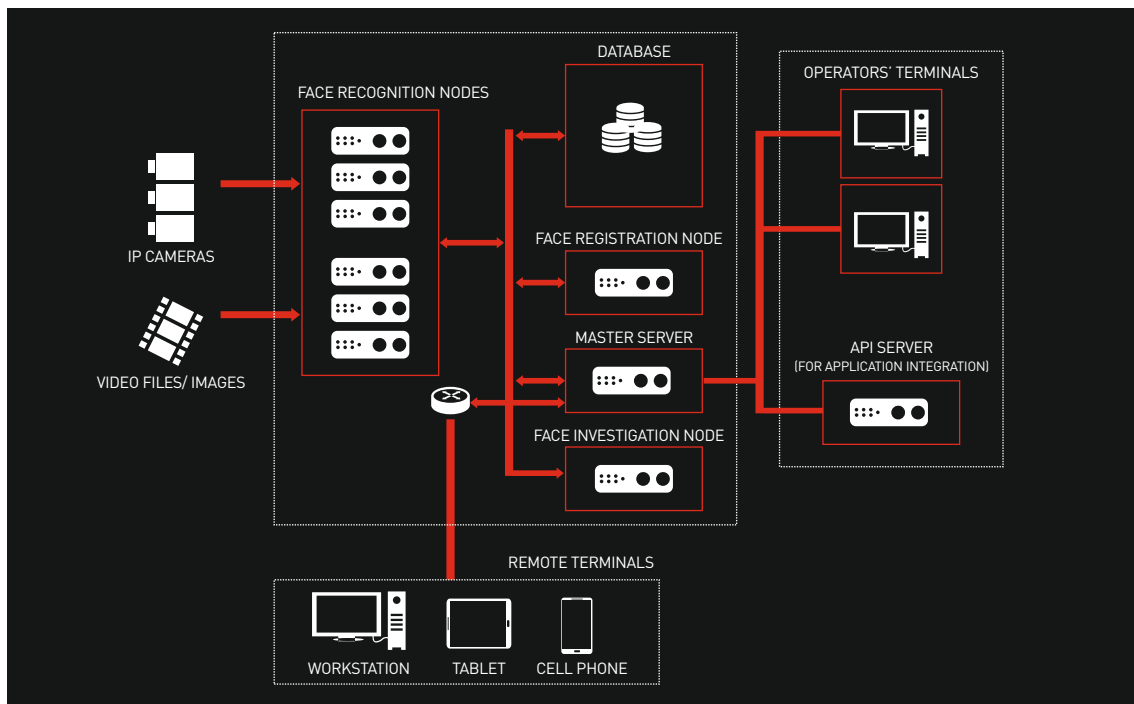 DATABASE
OPERATORS' TERMINALS
FACE RECOGNITION NODES
FACE REGISTRATION NODE
IP CAMERAS
MASTER SERVER
API SERVER
(FOR APPLICATION INTEGRATION)
VIDEO FILES/ IMAGES
FACE INVESTIGATION NODE
REMOTE TERMINALS
WORKSTATION
TABLET
CELL PHONE